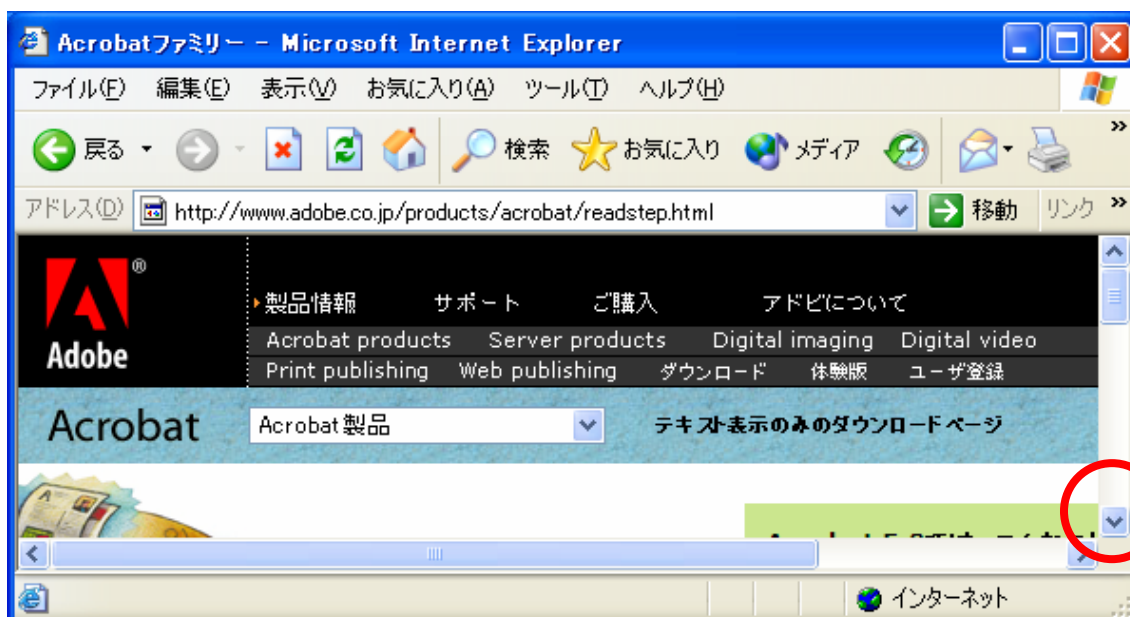 Acrobatファミリー - Microsoft Internet Explorer
ファイル(F) 編集(E) 表示(V) お気に入り(A) ツール(T) ヘルプ(H)
戻る 検索 お気に入り メディア »
アドレス(D) http://www.adobe.co.jp/products/acrobat/readstep.html 移動 リンク »
®
製品情報 サポート ご購入 アドビについて
Adobe
Acrobat products Server products Digital imaging Digital video
Print publishing Web publishing ダウンロード 体験版 ユーザ登録
Acrobat Acrobat 製品 テキスト表示のみのダウンロードページ
インターネット